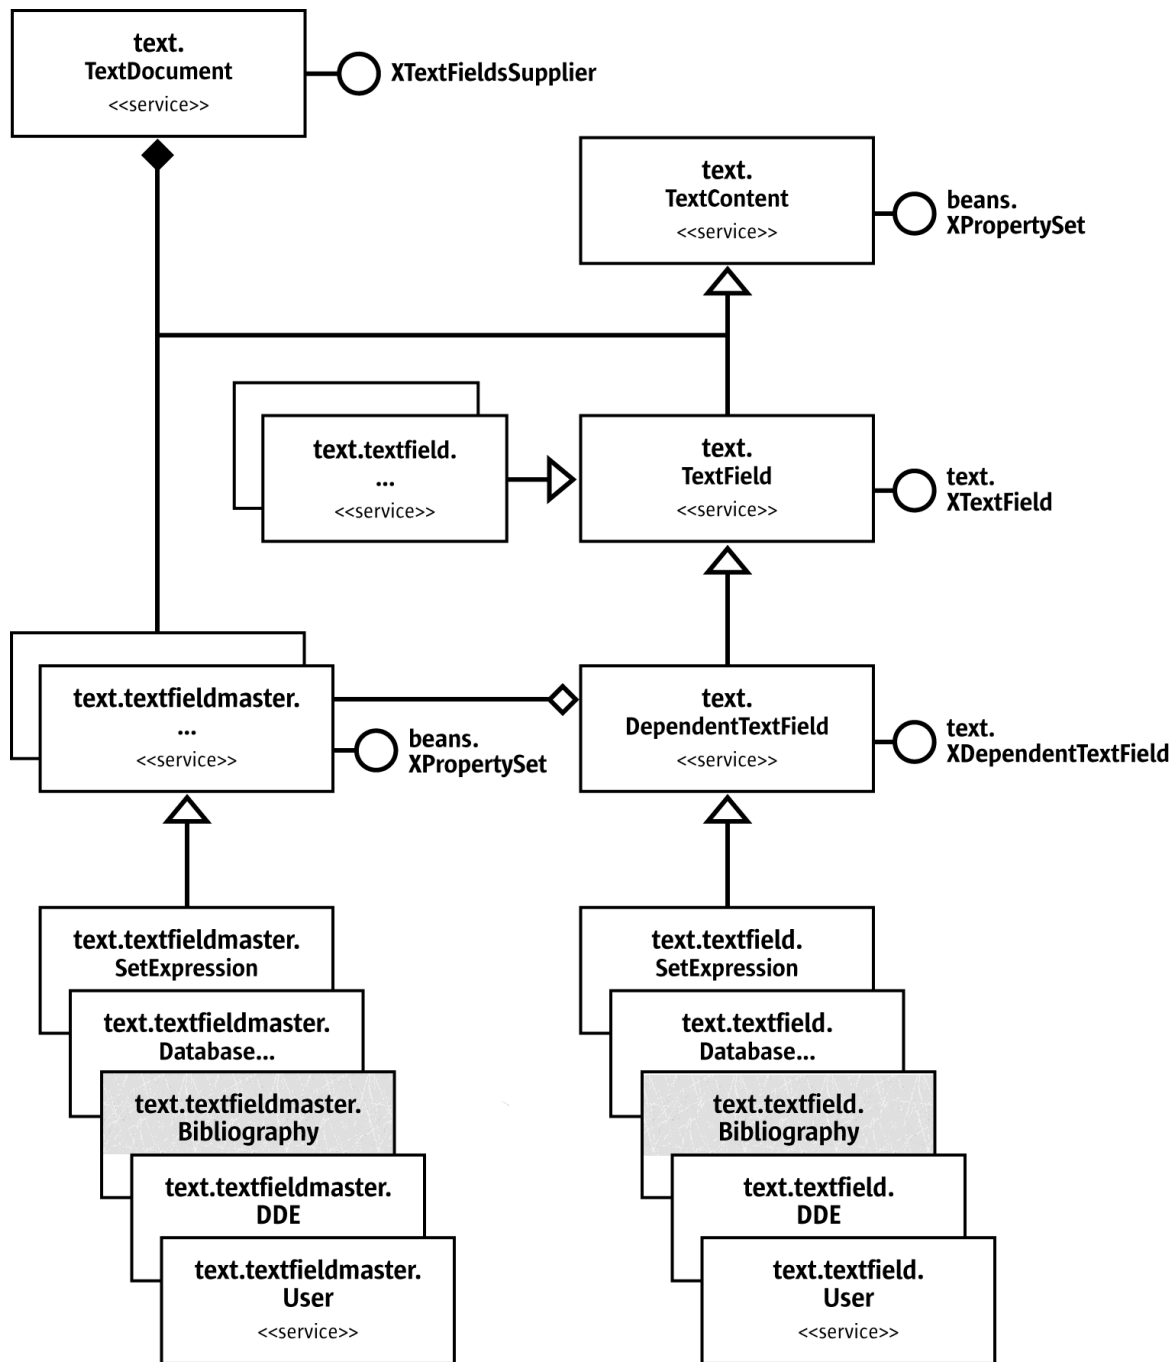 text.
TextDocument
<<service>>
XTextFieldsSupplier
text.
TextContent
<<service>>
beans.
XPropertySet
text.textfield.
...
<<service>>
text.
TextField
<<service>>
text.
XTextField
text.textfieldmaster.
...
<<service>>
beans.
XPropertySet
text.
DependentTextField
<<service>>
text.
XDependentTextField
text.textfieldmaster.
SetExpression
text.textfieldmaster.
Database...
text.textfieldmaster.
Bibliography
text.textfieldmaster.
DDE
text.textfieldmaster.
User
<<service>>
text.textfield.
SetExpression
text.textfield.
Database...
text.textfield.
Bibliography
text.textfield.
DDE
text.textfield.
User
<<service>>